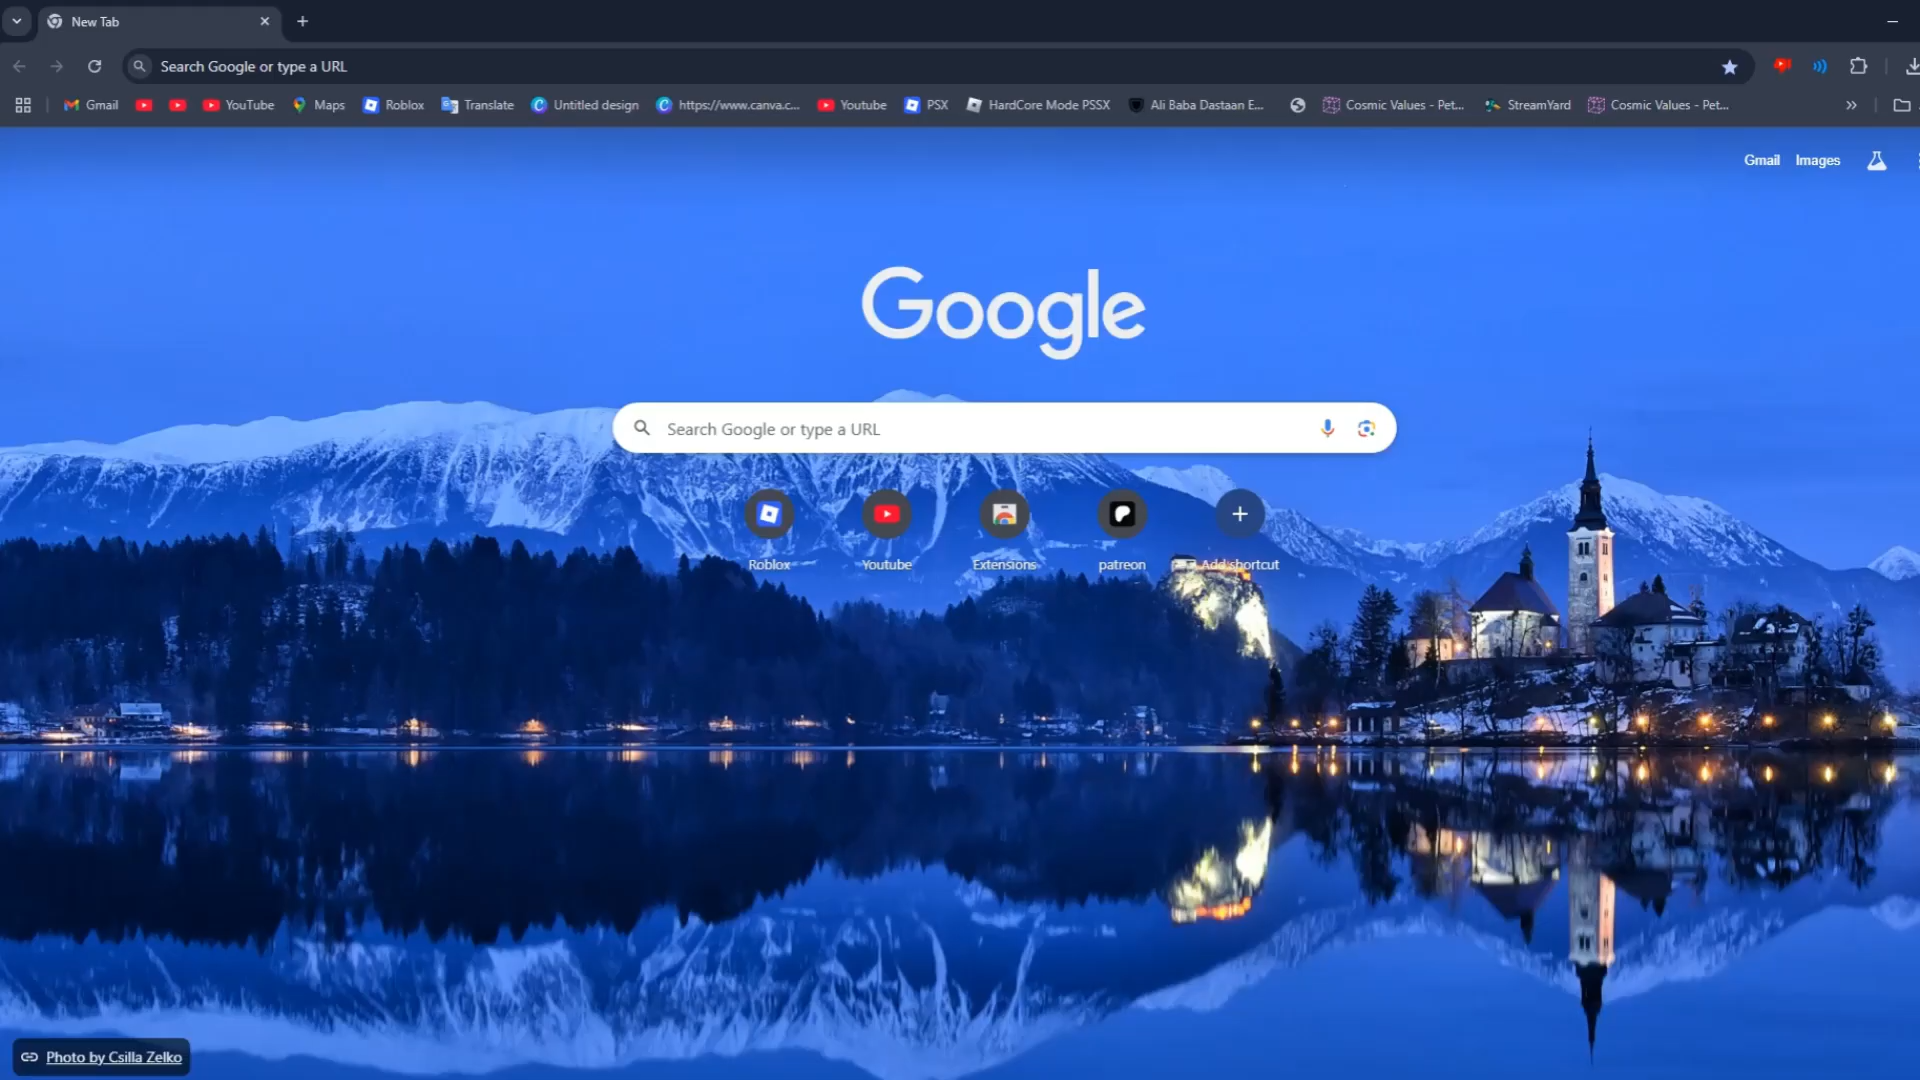 New Tab
Search Google or type a URL
Gmail YouTube Maps Roblox Translate Untitled design https://www.canva.c... Youtube PSX HardCore Mode PSSX Ali Baba Dastaan E... Cosmic Values - Pet... StreamYard Cosmic Values - Pet...
Gmail Images
Google
Search Google or type a URL
Roblox Youtube Extensions patreon Add shortcut
Photo by Csilla Zelko